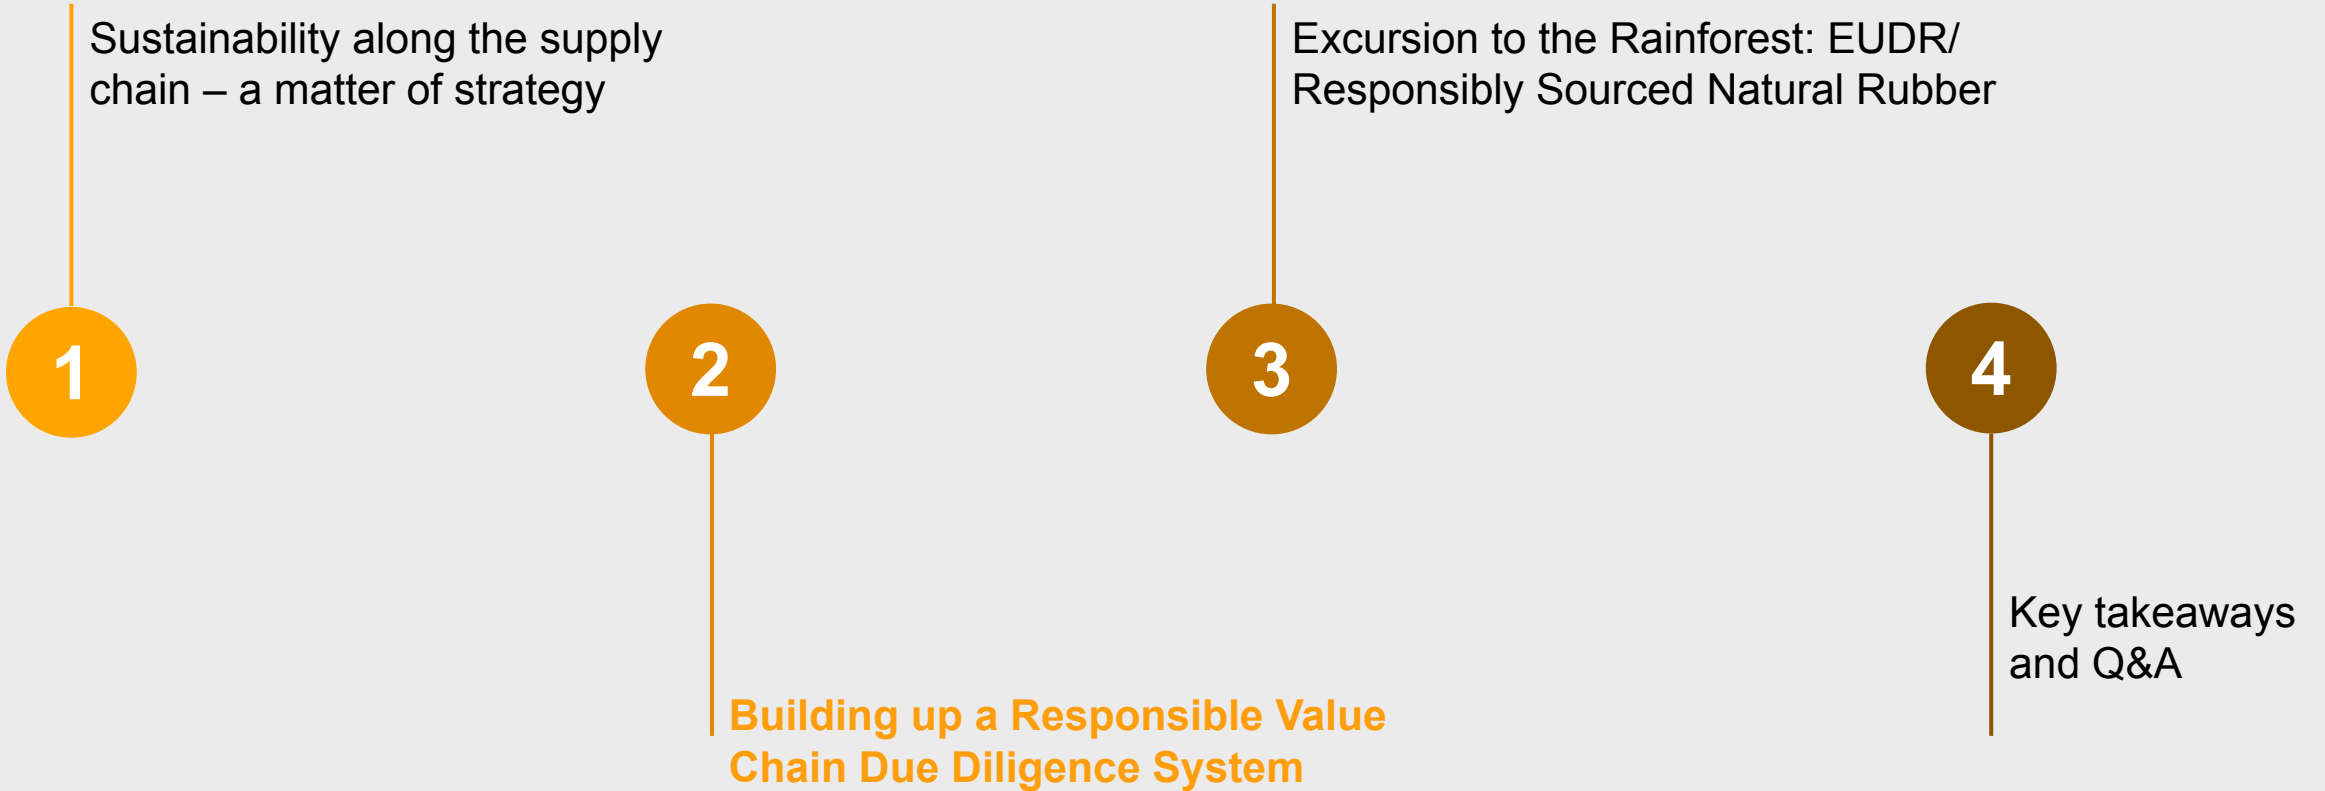 Sustainability along the supply
chain – a matter of strategy
Excursion to the Rainforest: EUDR/
Responsibly Sourced Natural Rubber
1
2
3
4
Key takeaways
and Q&A
Building up a Responsible Value
Chain Due Diligence System